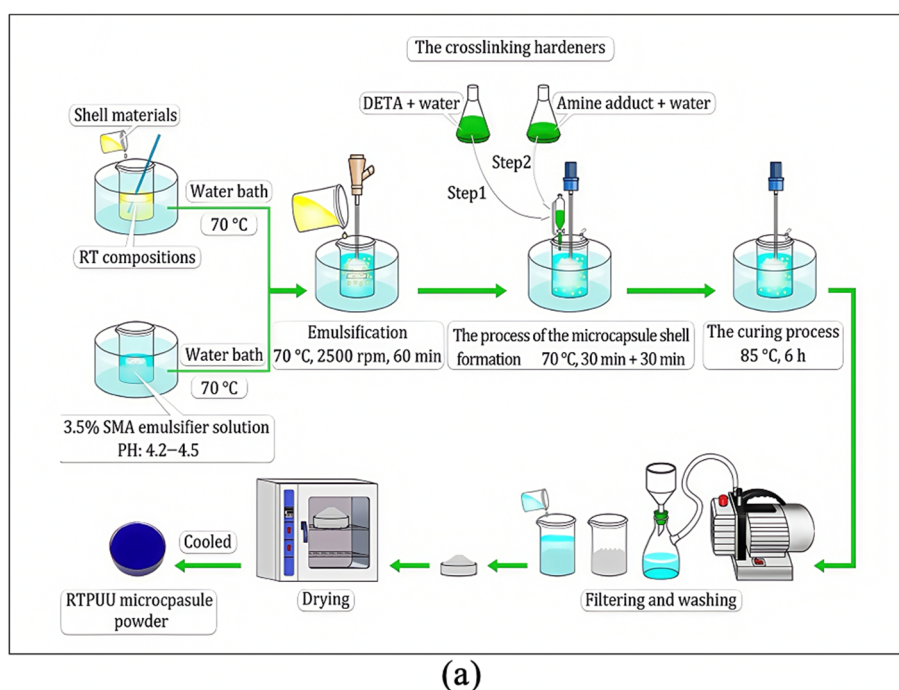 The crosslinking hardeners
DETA + water
Amine adduct + water
Shell materials
Step1
Step2
Water bath
70 °C
RT compositions
Water bath
70 °C
3.5% SMA emulsifier solution
PH: 4.2–4.5
Emulsification
70 °C, 2500 rpm, 60 min
The process of the microcapsule shell
formation 70 °C, 30 min + 30 min
The curing process
85 °C, 6 h
Filtering and washing
Drying
Cooled
RTPUU microcpasule
powder
(a)